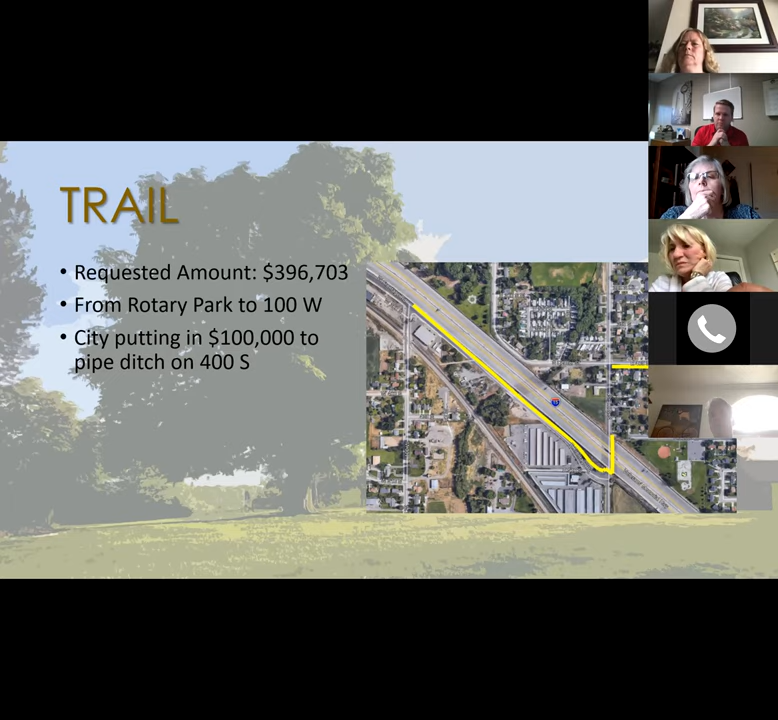 TRAIL
• Requested Amount: $396,703
• From Rotary Park to 100 W
• City putting in $100,000 to
pipe ditch on 400 S